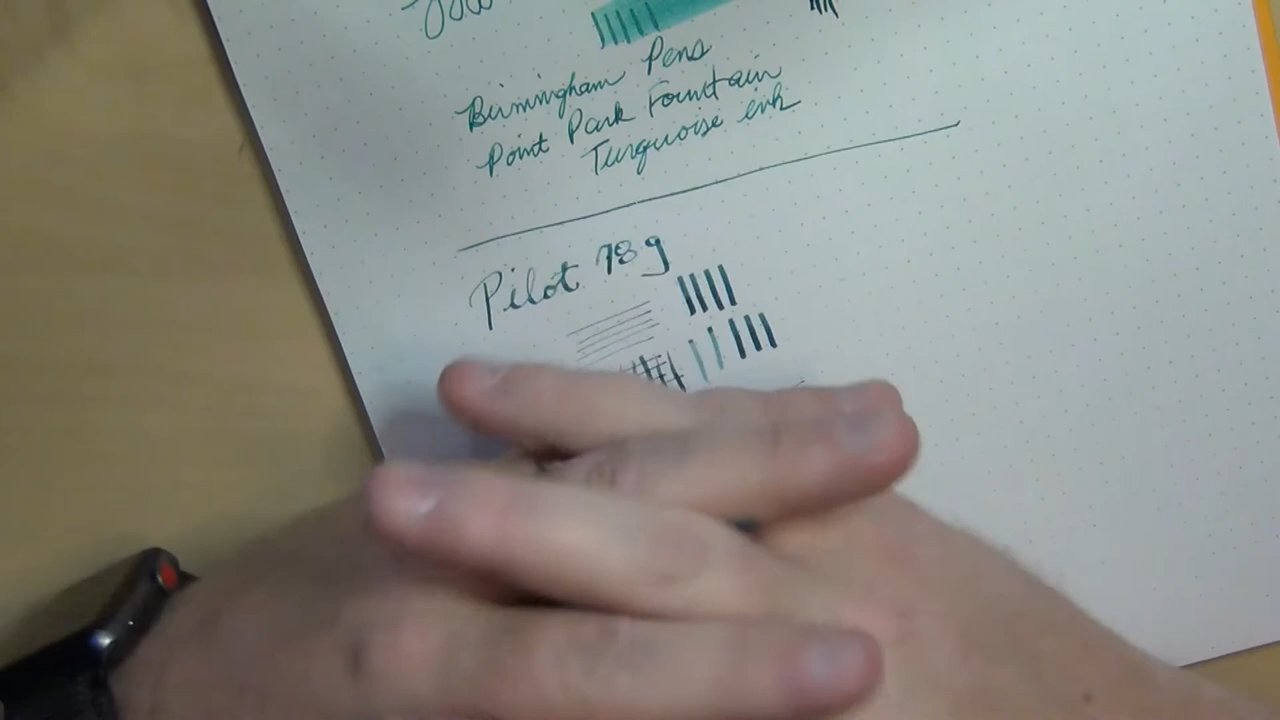 Birmingham Pens
Point Park Fountain
Turquoise ink
Pilot 78g